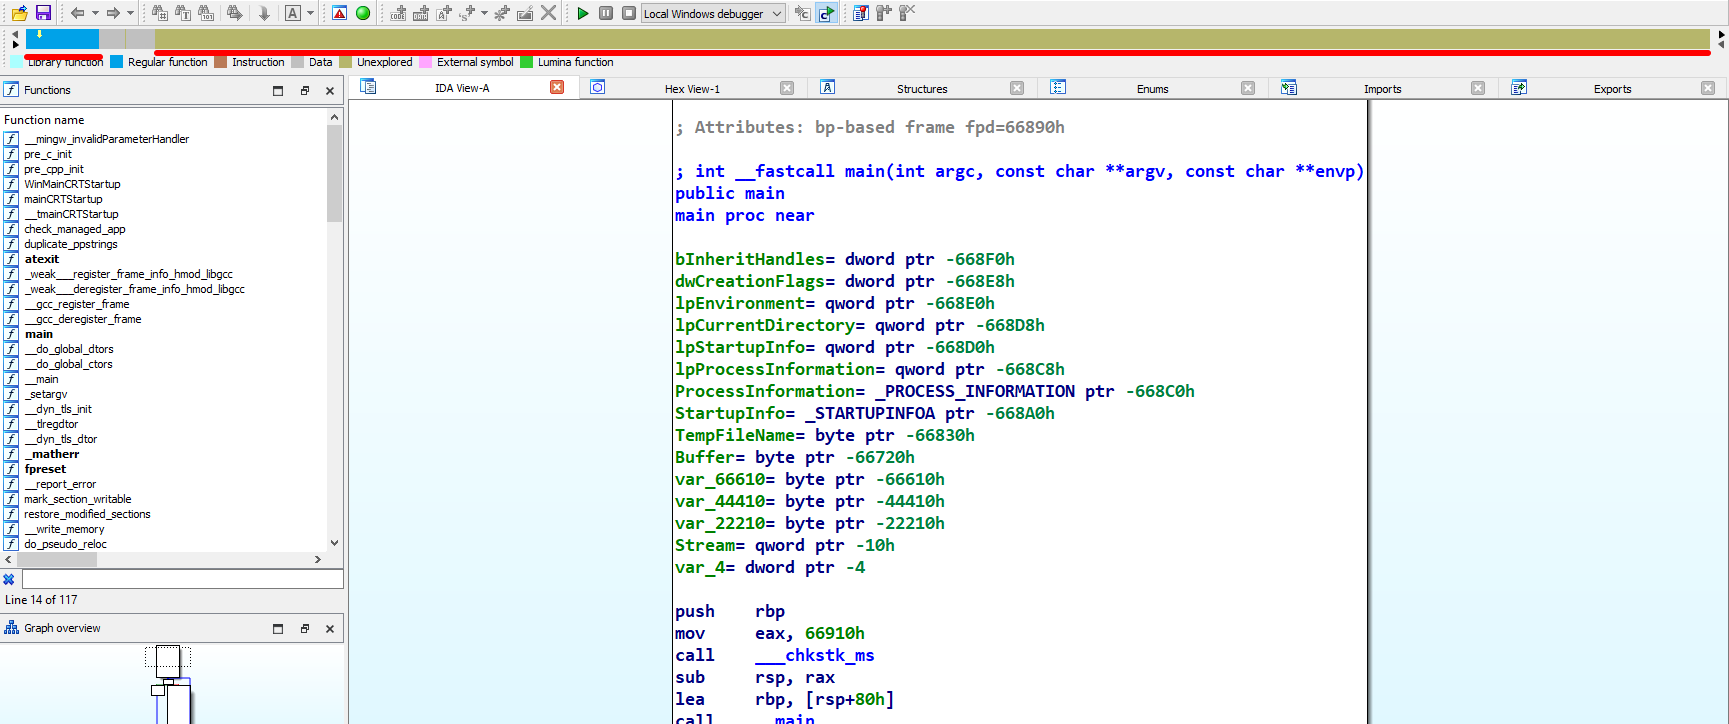 Local Windows debugger
Library function Regular function Instruction Data Unexplored External symbol Lumina function
Functions
IDA View-A
Hex View-1
Structures
Enums
Imports
Exports
Function name
__mingw_invalidParameterHandler
pre_c_init
pre_cpp_init
WinMainCRTStartup
mainCRTStartup
__tmainCRTStartup
check_managed_app
duplicate_ppstrings
atexit
_weak___register_frame_info_hmod_libgcc
_weak___deregister_frame_info_hmod_libgcc
__gcc_register_frame
__gcc_deregister_frame
main
__do_global_dtors
__do_global_ctors
__main
_setargv
__dyn_tls_init
__tlregdtor
__dyn_tls_dtor
_matherr
fpreset
__report_error
mark_section_writable
restore_modified_sections
__write_memory
do_pseudo_reloc
Line 14 of 117
Graph overview
; Attributes: bp-based frame fpd=66890h
; int __fastcall main(int argc, const char **argv, const char **envp)
public main
main proc near
bInheritHandles= dword ptr -668F0h
dwCreationFlags= dword ptr -668E8h
lpEnvironment= qword ptr -668E0h
lpCurrentDirectory= qword ptr -668D8h
lpStartupInfo= qword ptr -668D0h
lpProcessInformation= qword ptr -668C8h
ProcessInformation= _PROCESS_INFORMATION ptr -668C0h
StartupInfo= _STARTUPINFOA ptr -668A0h
TempFileName= byte ptr -66830h
Buffer= byte ptr -66720h
var_66610= byte ptr -66610h
var_44410= byte ptr -44410h
var_22210= byte ptr -22210h
Stream= qword ptr -10h
var_4= dword ptr -4
push rbp
mov eax, 66910h
call ___chkstk_ms
sub rsp, rax
lea rbp, [rsp+80h]
call __main